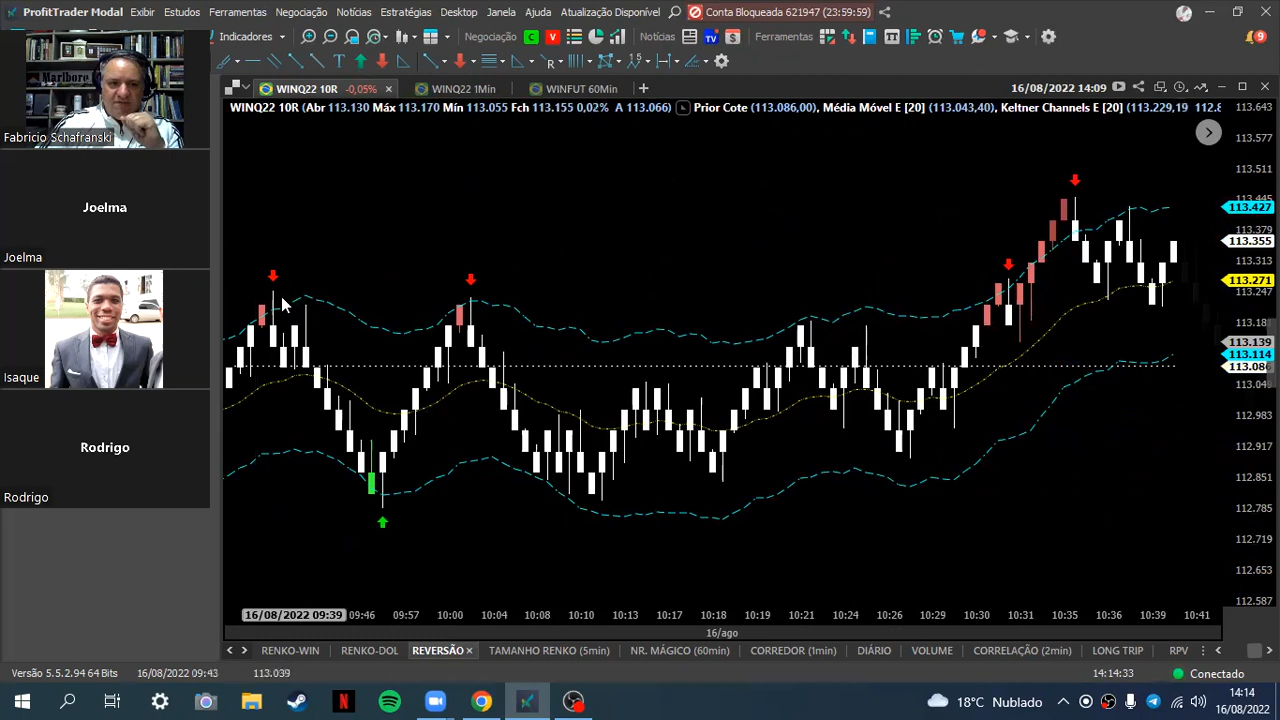 ProfitTrader Modal Exibir Estudos Ferramentas Negociação Notícias Estratégias Desktop Janela Ajuda Atualização Disponível Conta Bloqueada 621947 (23:59:59)
Indicadores Negociação C V Notícias TV $ Ferramentas 9
WINQ22 10R -0,05% × WINQ22 1Min WINFUT 60Min +
16/08/2022 14:09
WINQ22 10R (Abr 113.130 Máx 113.170 Mín 113.055 Fch 113.155 0,02% A 113.066) Prior Cote (113.086,00) Média Móvel E [20] (113.043,40) Keltner Channels E [20] (113.229,19 112.8
Marlboro
Fabricio Schafranski
Joelma
Joelma
Isaque
Rodrigo
Rodrigo
113.643
113.577
113.511
113.445
113.427
113.379
113.355
113.313
113.271
113.247
113.139
113.114
113.086
113.049
112.983
112.917
112.851
112.785
112.719
112.653
112.587
16/08/2022 09:39 09:46 09:57 10:00 10:04 10:08 10:10 10:13 10:17 10:18 10:19 10:21 10:24 10:26 10:29 10:30 10:31 10:35 10:36 10:39 10:41
16/ago
RENKO-WIN RENKO-DOL REVERSÃO × TAMANHO RENKO (5min) NR. MÁGICO (60min) CORREDOR (1min) DIÁRIO VOLUME CORRELAÇÃO (2min) LONG TRIP RPV
Versão 5.5.2.94 64 Bits 16/08/2022 09:43 113.039 14:14:33 Conectado
18°C Nublado 14:14
16/08/2022